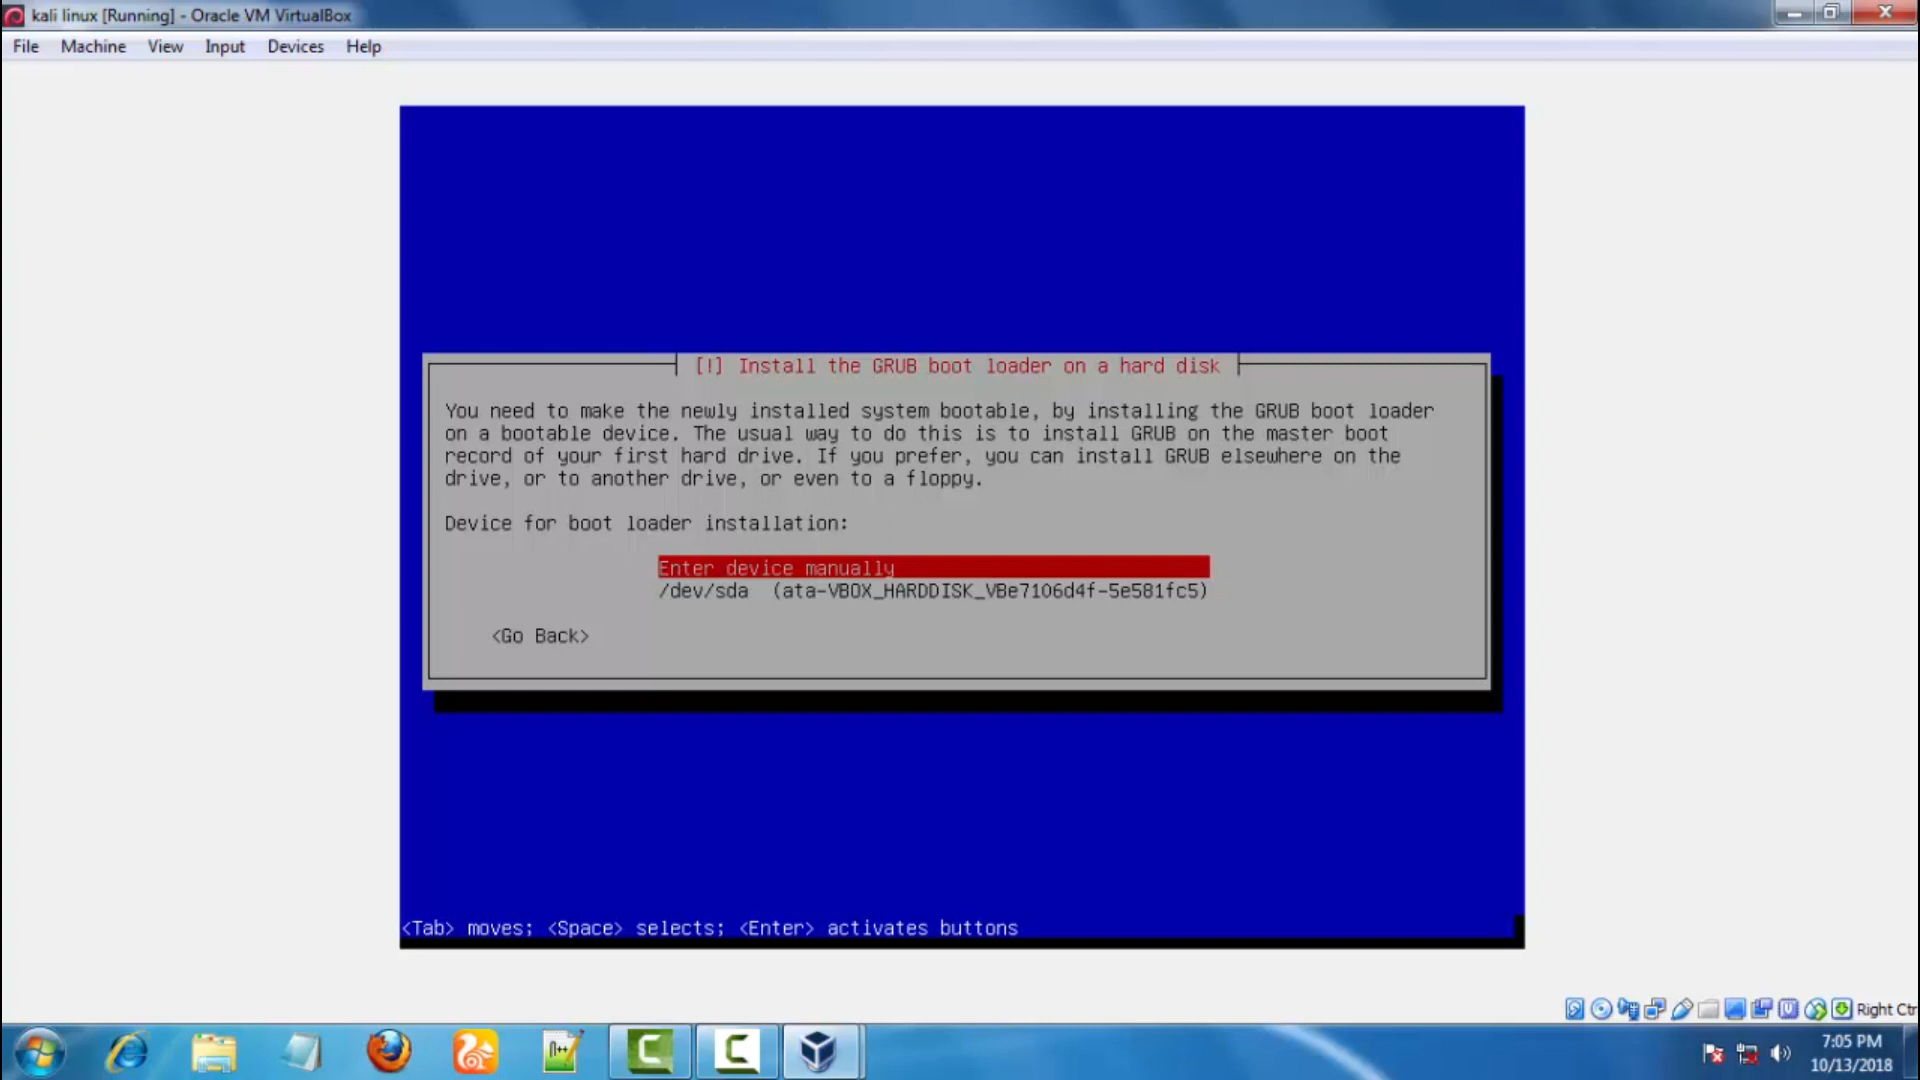 kali linux [Running] - Oracle VM VirtualBox
File Machine View Input Devices Help
[!] Install the GRUB boot loader on a hard disk
You need to make the newly installed system bootable, by installing the GRUB boot loader
on a bootable device. The usual way to do this is to install GRUB on the master boot
record of your first hard drive. If you prefer, you can install GRUB elsewhere on the
drive, or to another drive, or even to a floppy.
Device for boot loader installation:
Enter device manually
/dev/sda (ata-VBOX_HARDDISK_VBe7106d4f-5e581fc5)
<Go Back>
<Tab> moves; <Space> selects; <Enter> activates buttons
Right Ctr
7:05 PM
10/13/2018